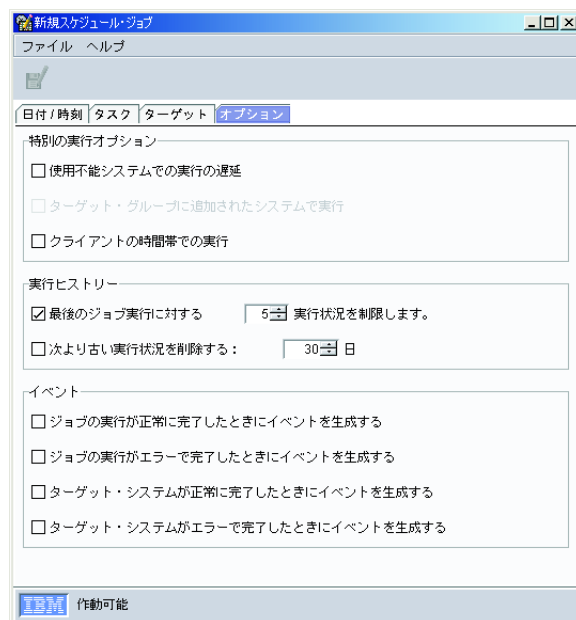 新規スケジュール・ジョブ
ファイル ヘルプ
日付/時刻 タスク ターゲット オプション
特別の実行オプション
使用不能システムでの実行の遅延
ターゲット・グループに追加されたシステムで実行
クライアントの時間帯での実行
実行ヒストリー
最後のジョブ実行に対する 5 実行状況を制限します。
次より古い実行状況を削除する: 30 日
イベント
ジョブの実行が正常に完了したときにイベントを生成する
ジョブの実行がエラーで完了したときにイベントを生成する
ターゲット・システムが正常に完了したときにイベントを生成する
ターゲット・システムがエラーで完了したときにイベントを生成する
IBM 作動可能